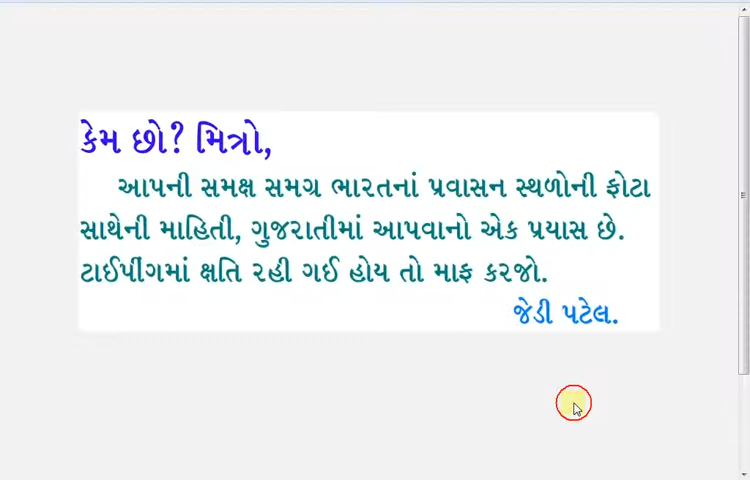 કેમ છો? મિત્રો,
આપની સમક્ષ સમગ્ર ભારતનાં પ્રવાસન સ્થળોની ફોટા
સાથેની માહિતી, ગુજરાતીમાં આપવાનો એક પ્રયાસ છે.
ટાઈપીંગમાં ક્ષતિ રહી ગઈ હોય તો માફ કરજો.
જેડી પટેલ.